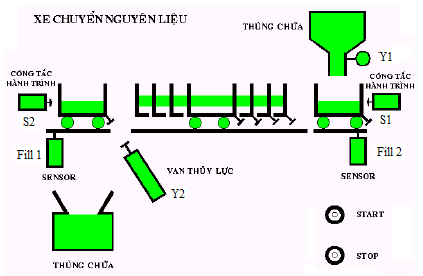 XE CHUYỂN NGUYÊN LIỆU
THÙNG CHỨA
Y1
CÔNG TẮC
HÀNH TRÌNH
CÔNG TẮC
HÀNH TRÌNH
S2
S1
Fill 1
Fill 2
SENSOR
VAN THỦY LỰC
SENSOR
Y2
START
STOP
THÙNG CHỨA